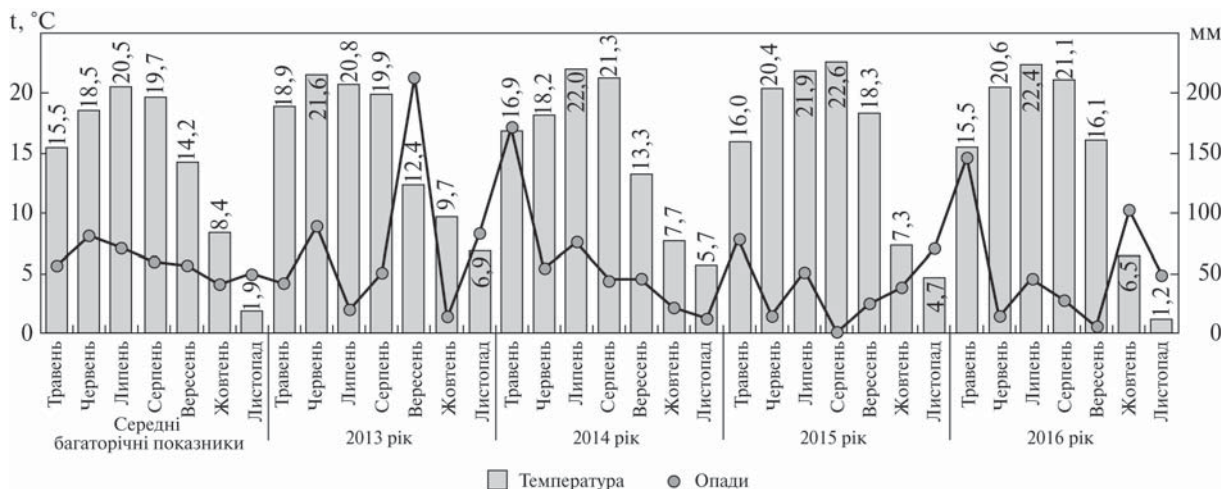 t, °C
мм
20
15
10
5
0
200
150
100
50
0
15,5
18,5
20,5
19,7
14,2
8,4
1,9
18,9
21,6
20,8
19,9
12,4
9,7
6,9
16,9
18,2
22,0
21,3
13,3
7,7
5,7
16,0
20,4
21,9
22,6
18,3
7,3
4,7
15,5
20,6
22,4
21,1
16,1
6,5
1,2
Травень
Червень
Липень
Серпень
Вересень
Жовтень
Листопад
Травень
Червень
Липень
Серпень
Вересень
Жовтень
Листопад
Травень
Червень
Липень
Серпень
Вересень
Жовтень
Листопад
Травень
Червень
Липень
Серпень
Вересень
Жовтень
Листопад
Травень
Червень
Липень
Серпень
Вересень
Жовтень
Листопад
Середні
багаторічні показники
2013 рік
2014 рік
2015 рік
2016 рік
Температура
Опади